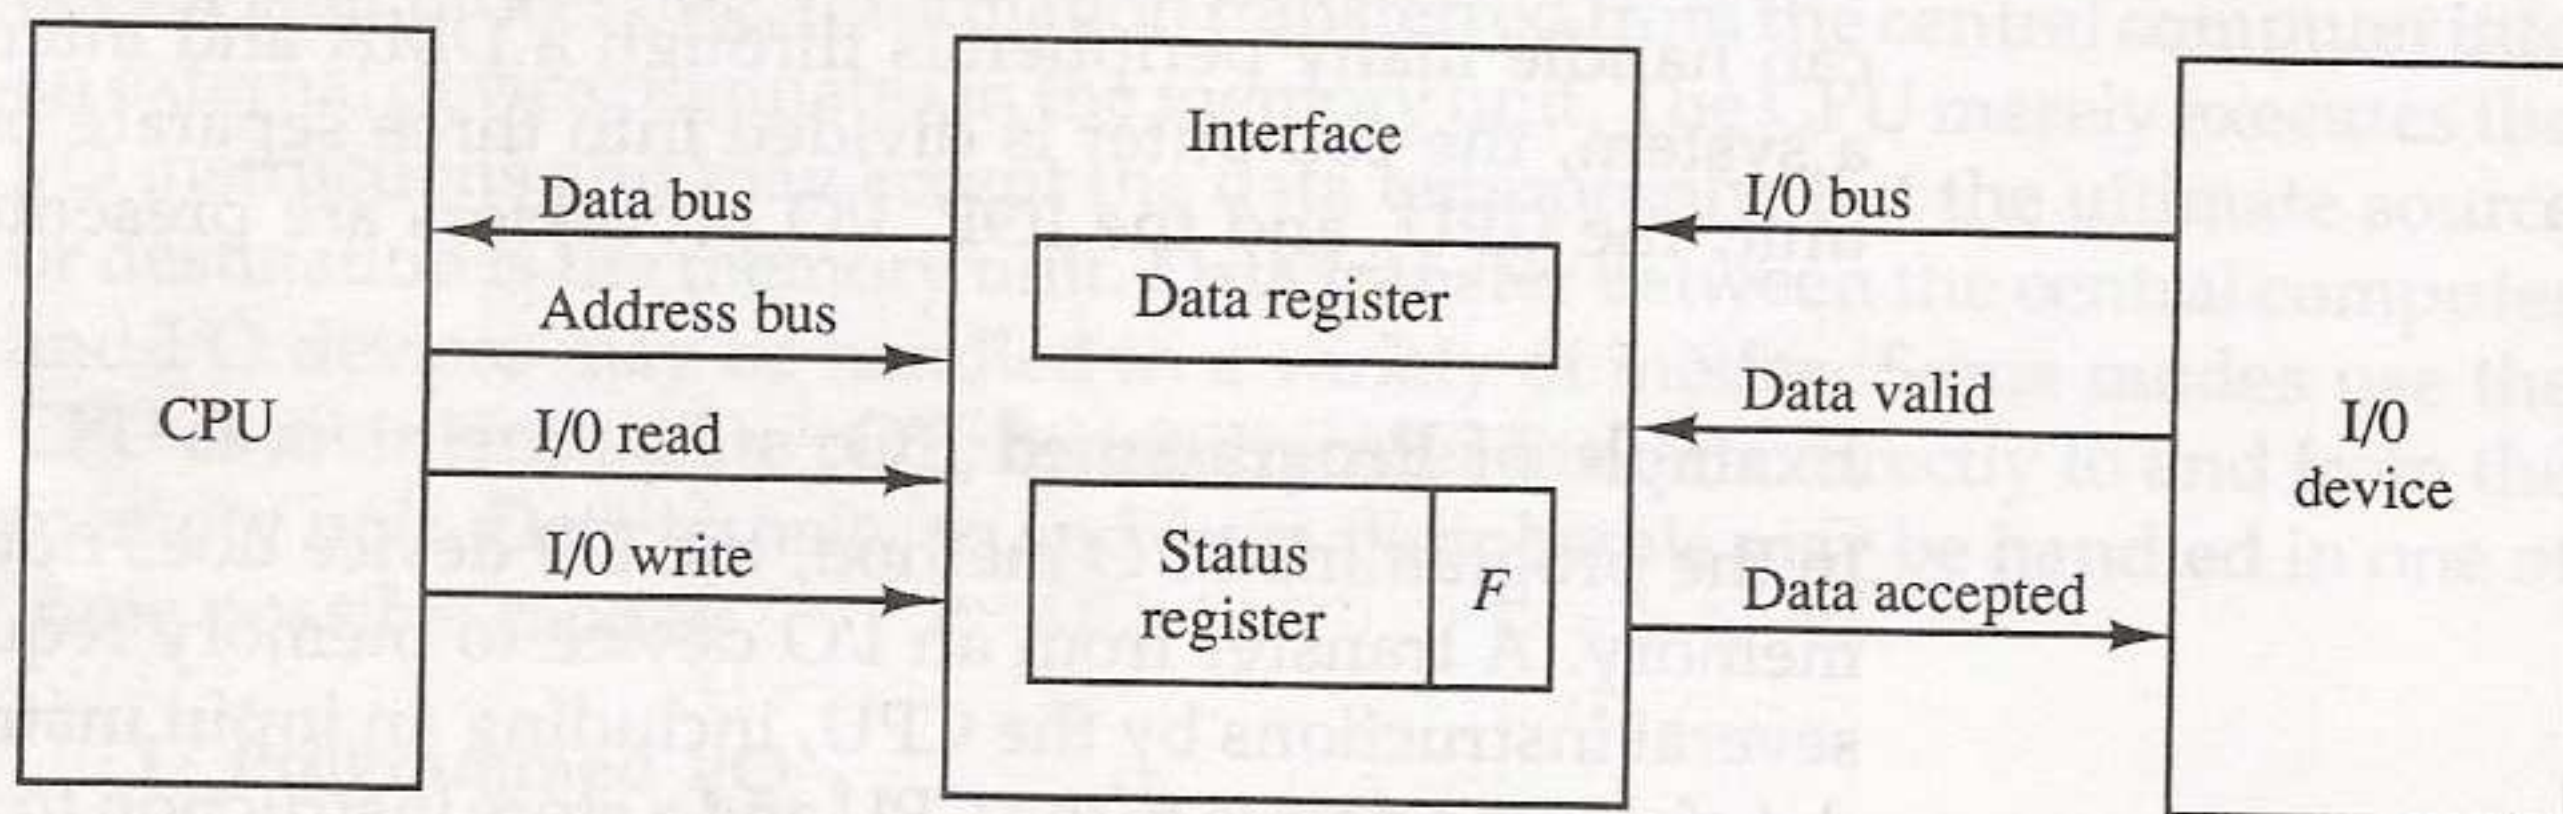 CPU
Data bus
Address bus
I/0 read
I/0 write
Interface
Data register
Status
register
F
I/0 bus
Data valid
Data accepted
I/0
device